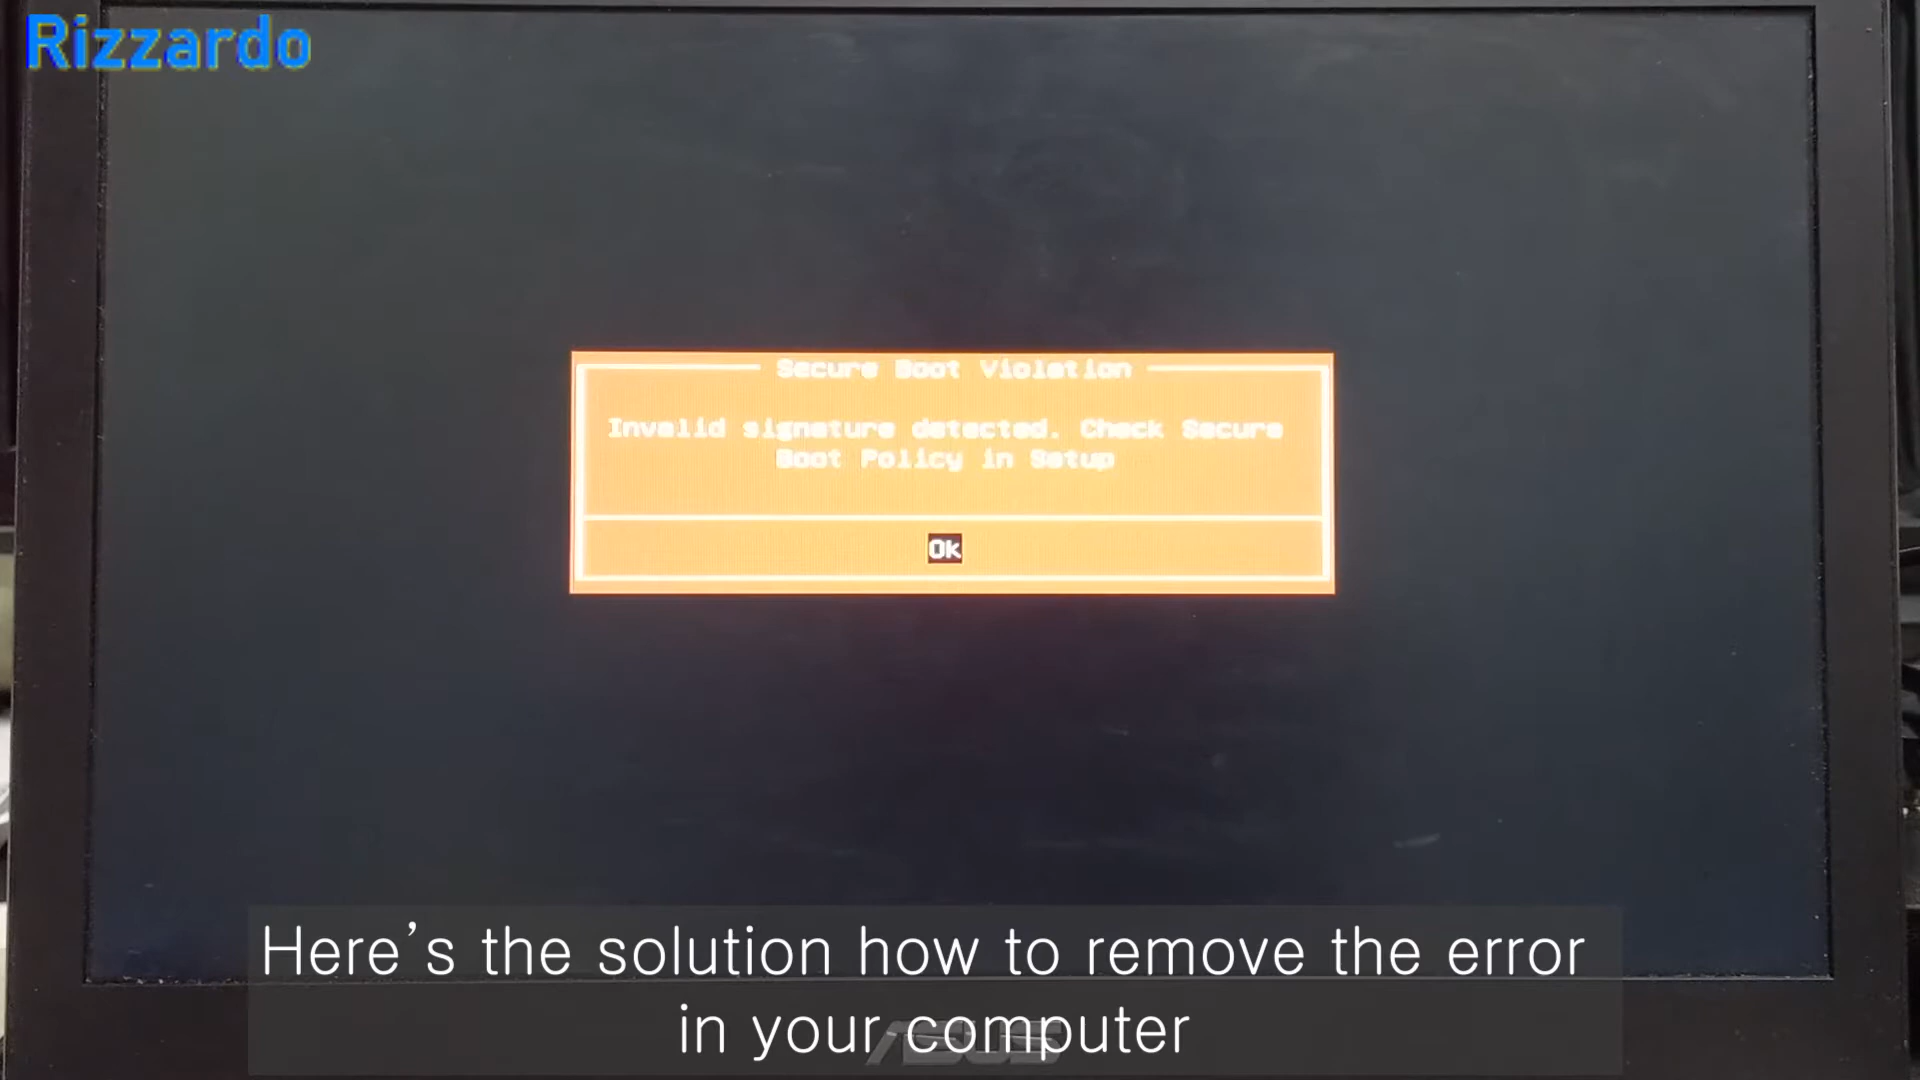 Rizzardo
Secure Boot Violation
Invalid signature detected. Check Secure
Boot Policy in Setup
Ok
Here's the solution how to remove the error
in your computer
ASUS